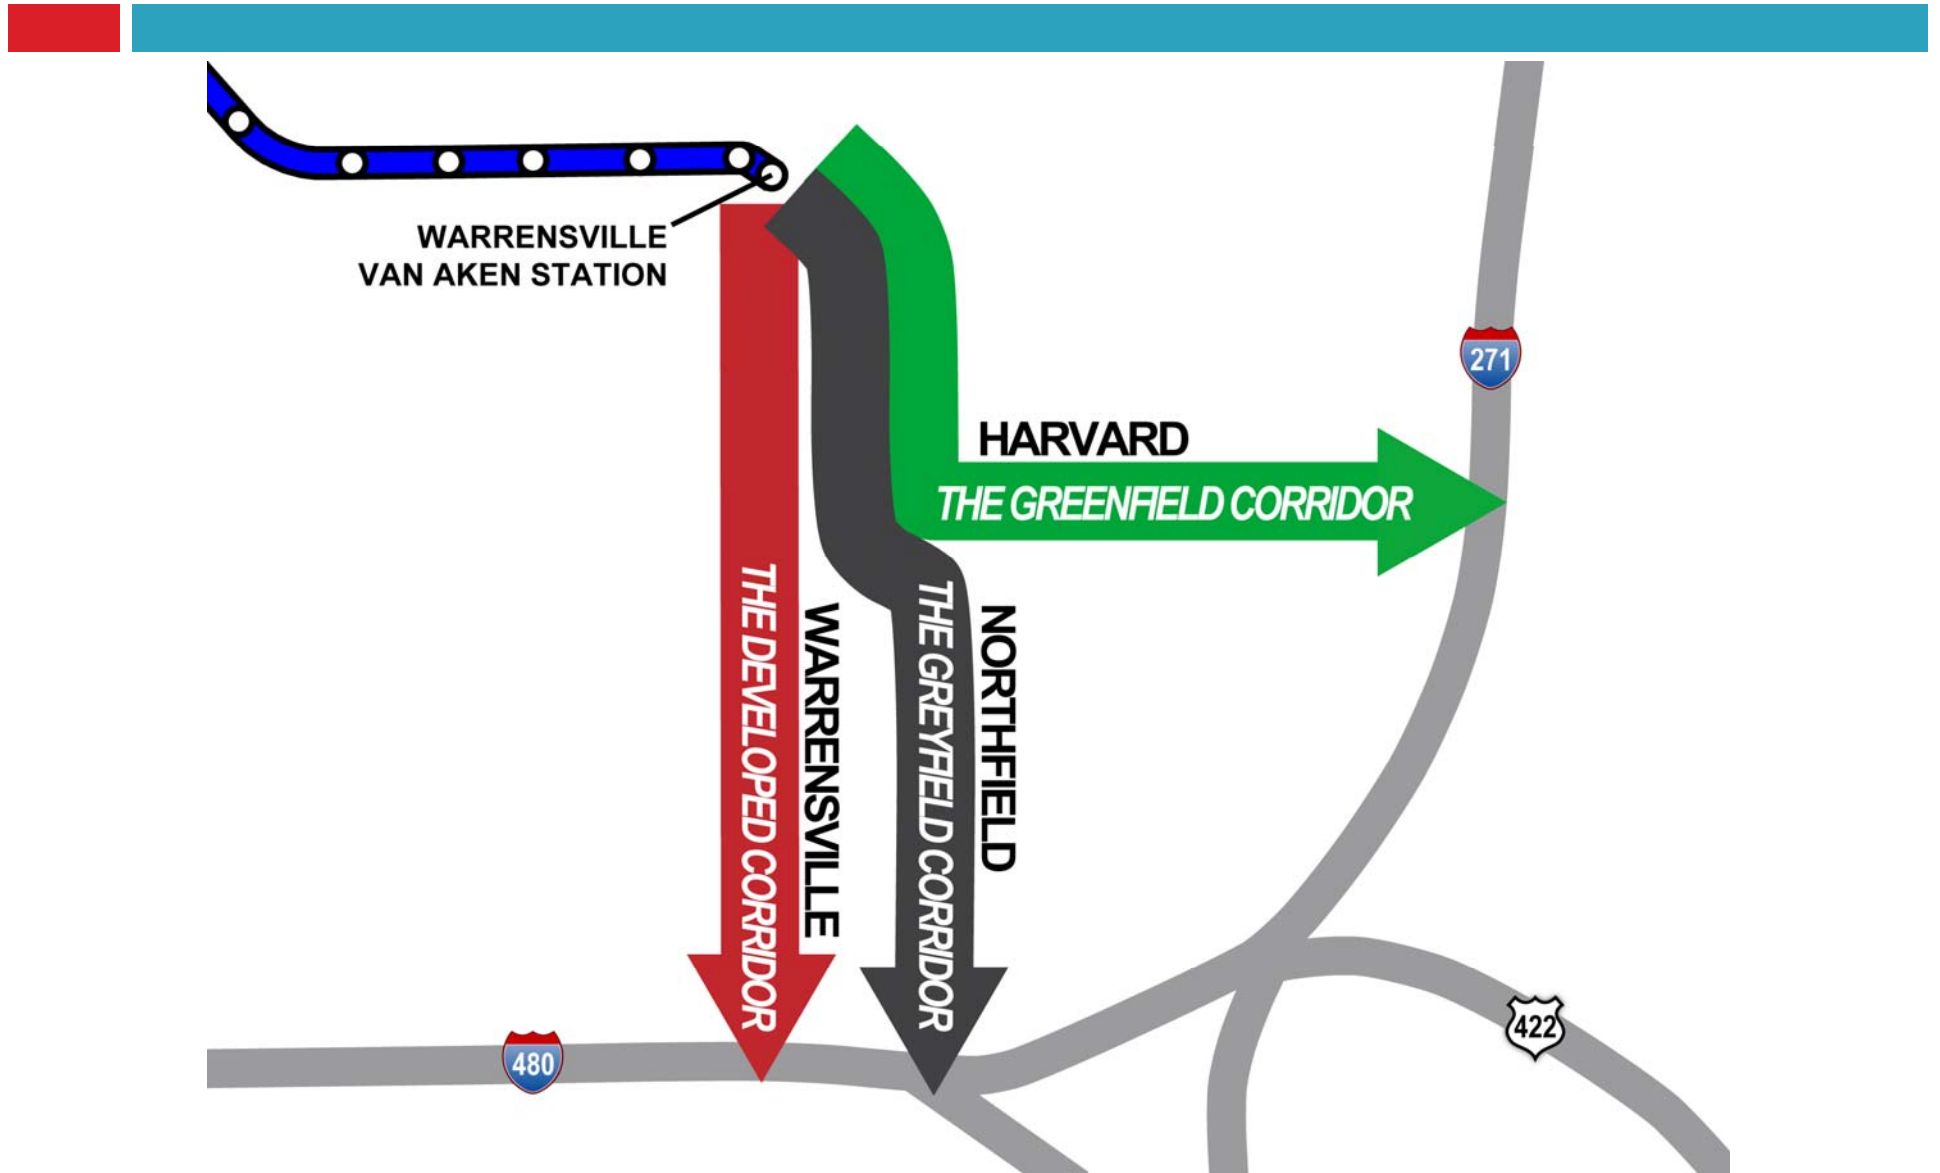 WARRENSVILLE
VAN AKEN STATION
271
HARVARD
THE GREENFIELD CORRIDOR
THE DEVELOPED CORRIDOR
WARRENSVILLE
THE GREYFIELD CORRIDOR
NORTHFIELD
422
480